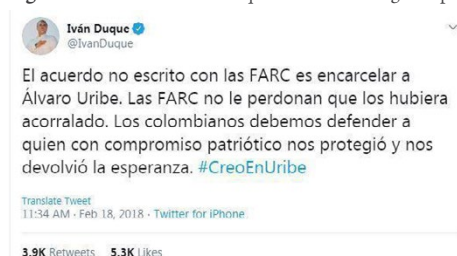 Iván Duque
@IvanDuque
El acuerdo no escrito con las FARC es encarcelar a
Álvaro Uribe. Las FARC no le perdonan que los hubiera
acorralado. Los colombianos debemos defender a
quien con compromiso patriótico nos protegió y nos
devolvió la esperanza. #CreoEnUribe
Translate Tweet
11:34 AM · Feb 18, 2018 · Twitter for iPhone
3.9K Retweets 5.3K Likes